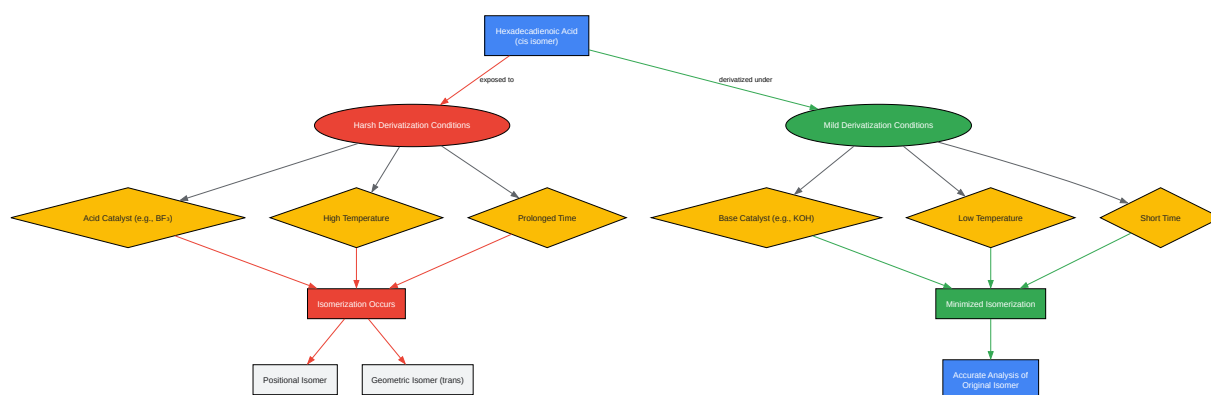 Hexadecadienoic Acid
(cis isomer)
exposed to
derivatized under
Harsh Derivatization Conditions
Mild Derivatization Conditions
Acid Catalyst (e.g., BF₃)
High Temperature
Prolonged Time
Base Catalyst (e.g., KOH)
Low Temperature
Short Time
Isomerization Occurs
Minimized Isomerization
Positional Isomer
Geometric Isomer (trans)
Accurate Analysis of
Original Isomer